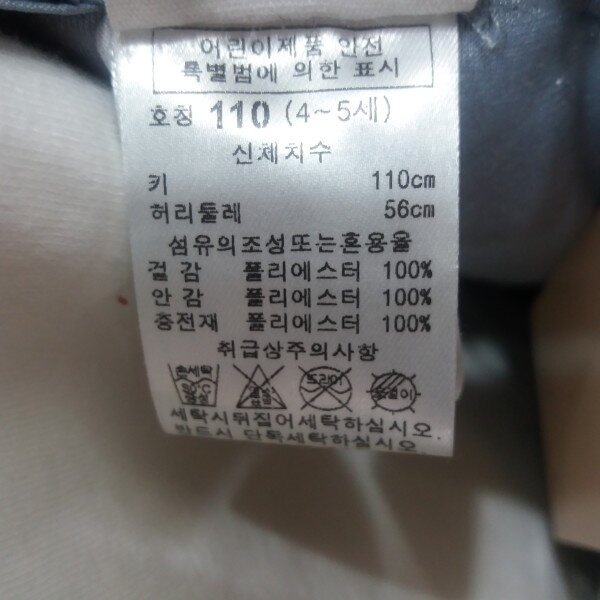 어린이제품 안전
특별법에 의한 표시
호칭 110 (4~5세)
신체치수
키 110cm
허리둘레 56cm
섬유의조성또는혼용율
겉 감 폴리에스터 100%
안 감 폴리에스터 100%
충전재 폴리에스터 100%
취급상주의사항
드라이
세탁시뒤집어세탁하십시오.
반드시 단독세탁하십시오.